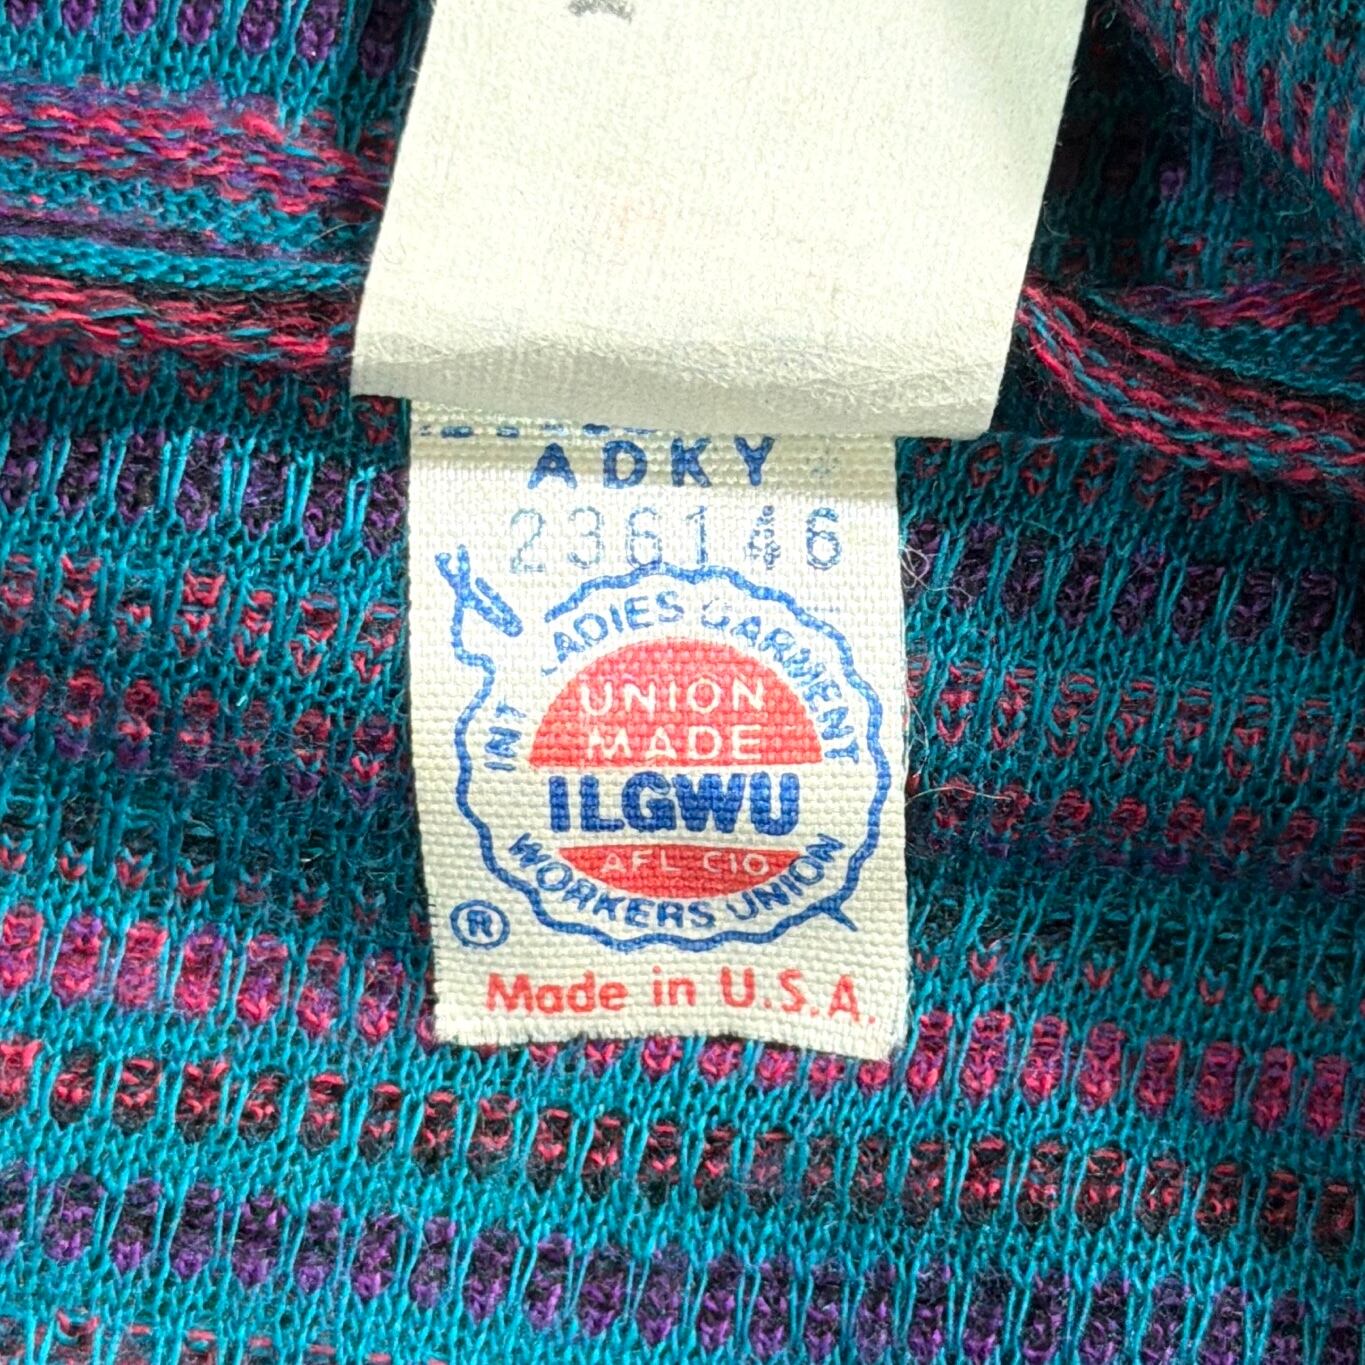 ADKY
236146
INT LADIES GARMENT
UNION
MADE
ILGWU
AFL-CIO
WORKERS UNION
®
Made in U.S.A.